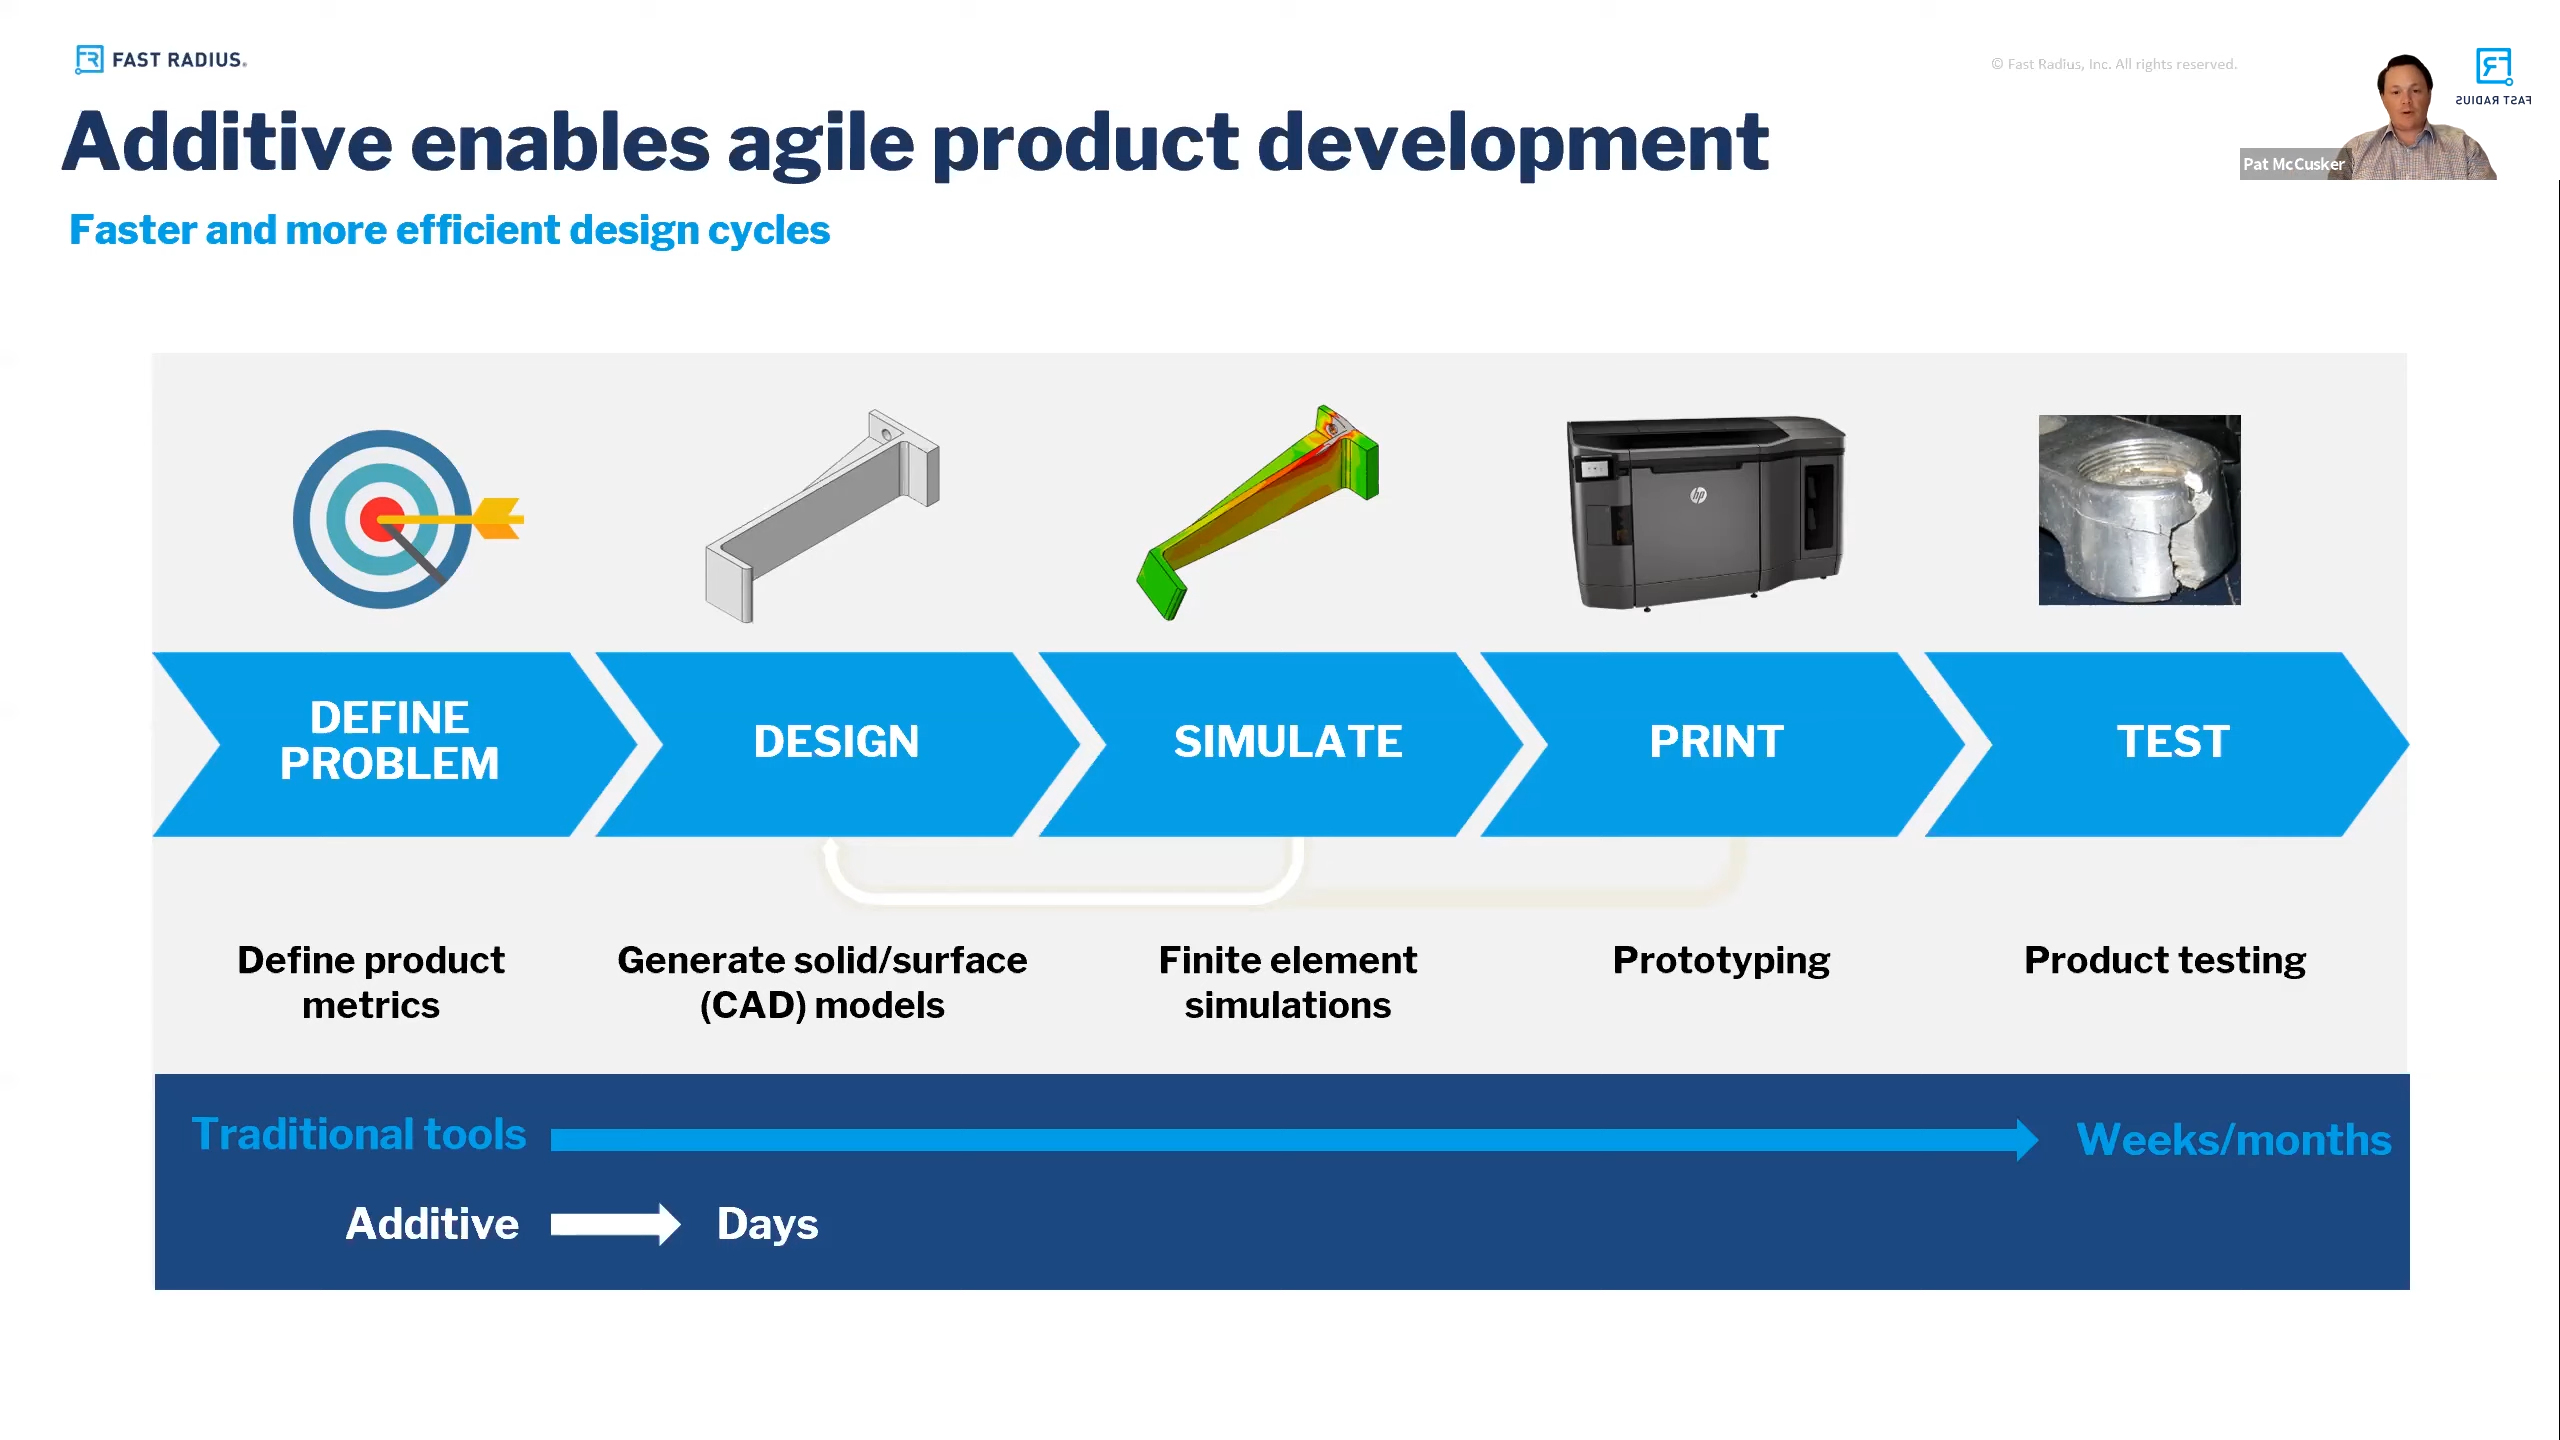 FAST RADIUS®
© Fast Radius, Inc. All rights reserved.
FAST RADIUS
Pat McCusker
Additive enables agile product development
Faster and more efficient design cycles
hp
DEFINE
PROBLEM
DESIGN
SIMULATE
PRINT
TEST
Define product
metrics
Generate solid/surface
(CAD) models
Finite element
simulations
Prototyping
Product testing
Traditional tools
Weeks/months
Additive
Days